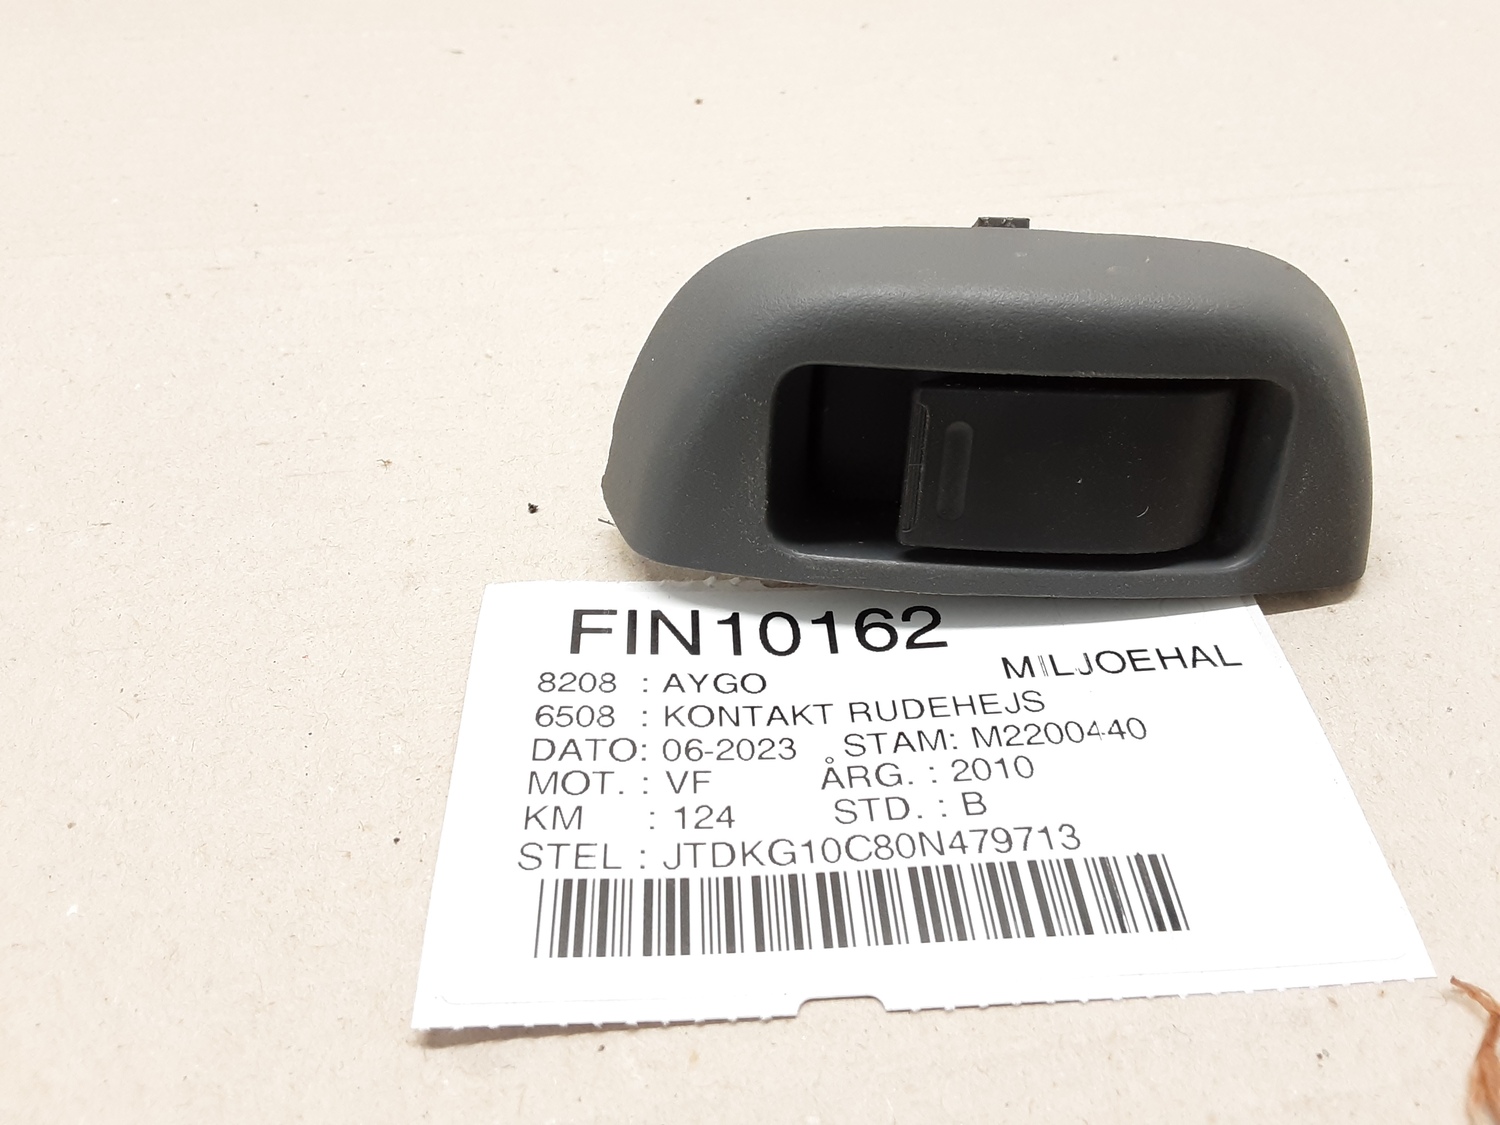 FIN10162
MILJOEHAL
8208 : AYGO
6508 : KONTAKT RUDEHEJS
DATO: 06-2023 STAM: M2200440
MOT. : VF ÅRG. : 2010
KM : 124 STD. : B
STEL : JTDKG10C80N479713